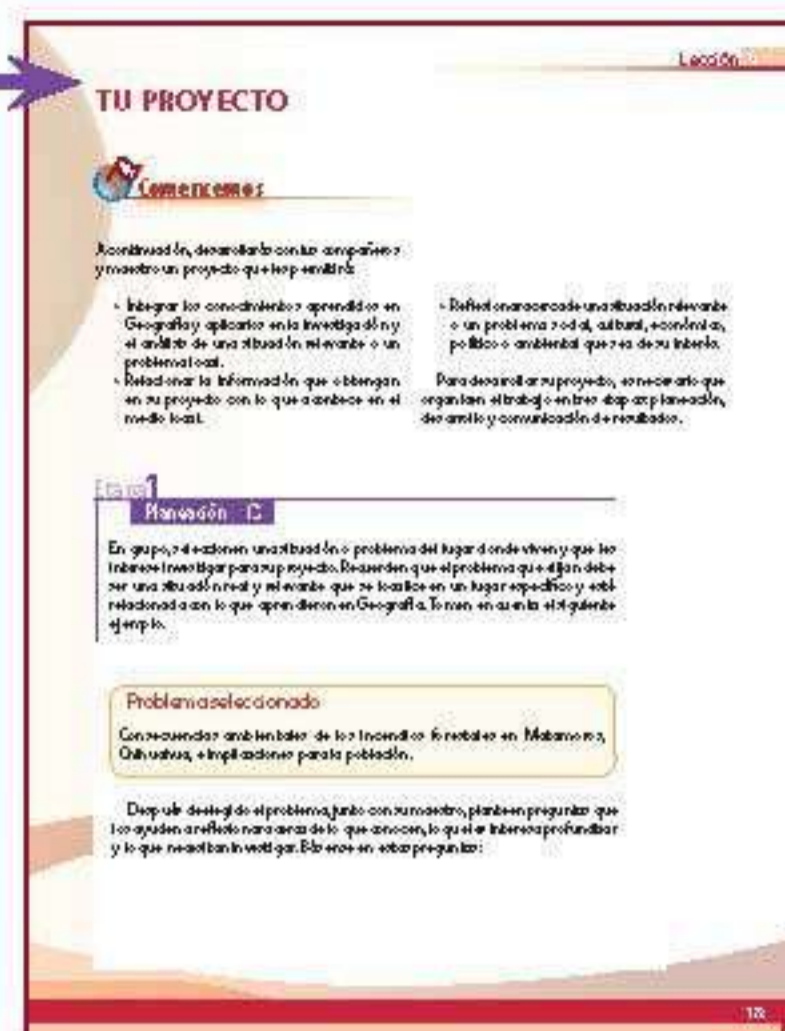 Lección
TU PROYECTO
Comencemos
A continuación, desarrollarás con tus compañeros
y maestro un proyecto que les permitirá:
• Integrar los conocimientos aprendidos en
Geografía y aplicarlos en la investigación y
el análisis de una situación relevante o un
problema local.
• Relacionar la información que obtengan
en su proyecto con lo que acontece en el
medio local.
• Reflexionar acerca de una situación relevante
o un problema social, cultural, económico,
político o ambiental que sea de su interés.
Para desarrollar su proyecto, es necesario que
organicen el trabajo en tres etapas: planeación,
desarrollo y comunicación de resultados.
Etapa 1
Planeación
En grupo, seleccionen una situación o problema del lugar donde viven y que les
interese investigar para su proyecto. Recuerden que el problema que elijan debe
ser una situación real y relevante que se localice en un lugar específico y esté
relacionada con lo que aprendieron en Geografía. Tomen en cuenta el siguiente
ejemplo.
Problema seleccionado
Consecuencias ambientales de los incendios forestales en Matamoros,
Chihuahua, e implicaciones para la población.
Después de elegido el problema, junto con su maestro, planteen preguntas que
los ayuden a reflexionar acerca de lo que conocen, lo que les interesa profundizar
y lo que necesitan investigar. Básense en estas preguntas: